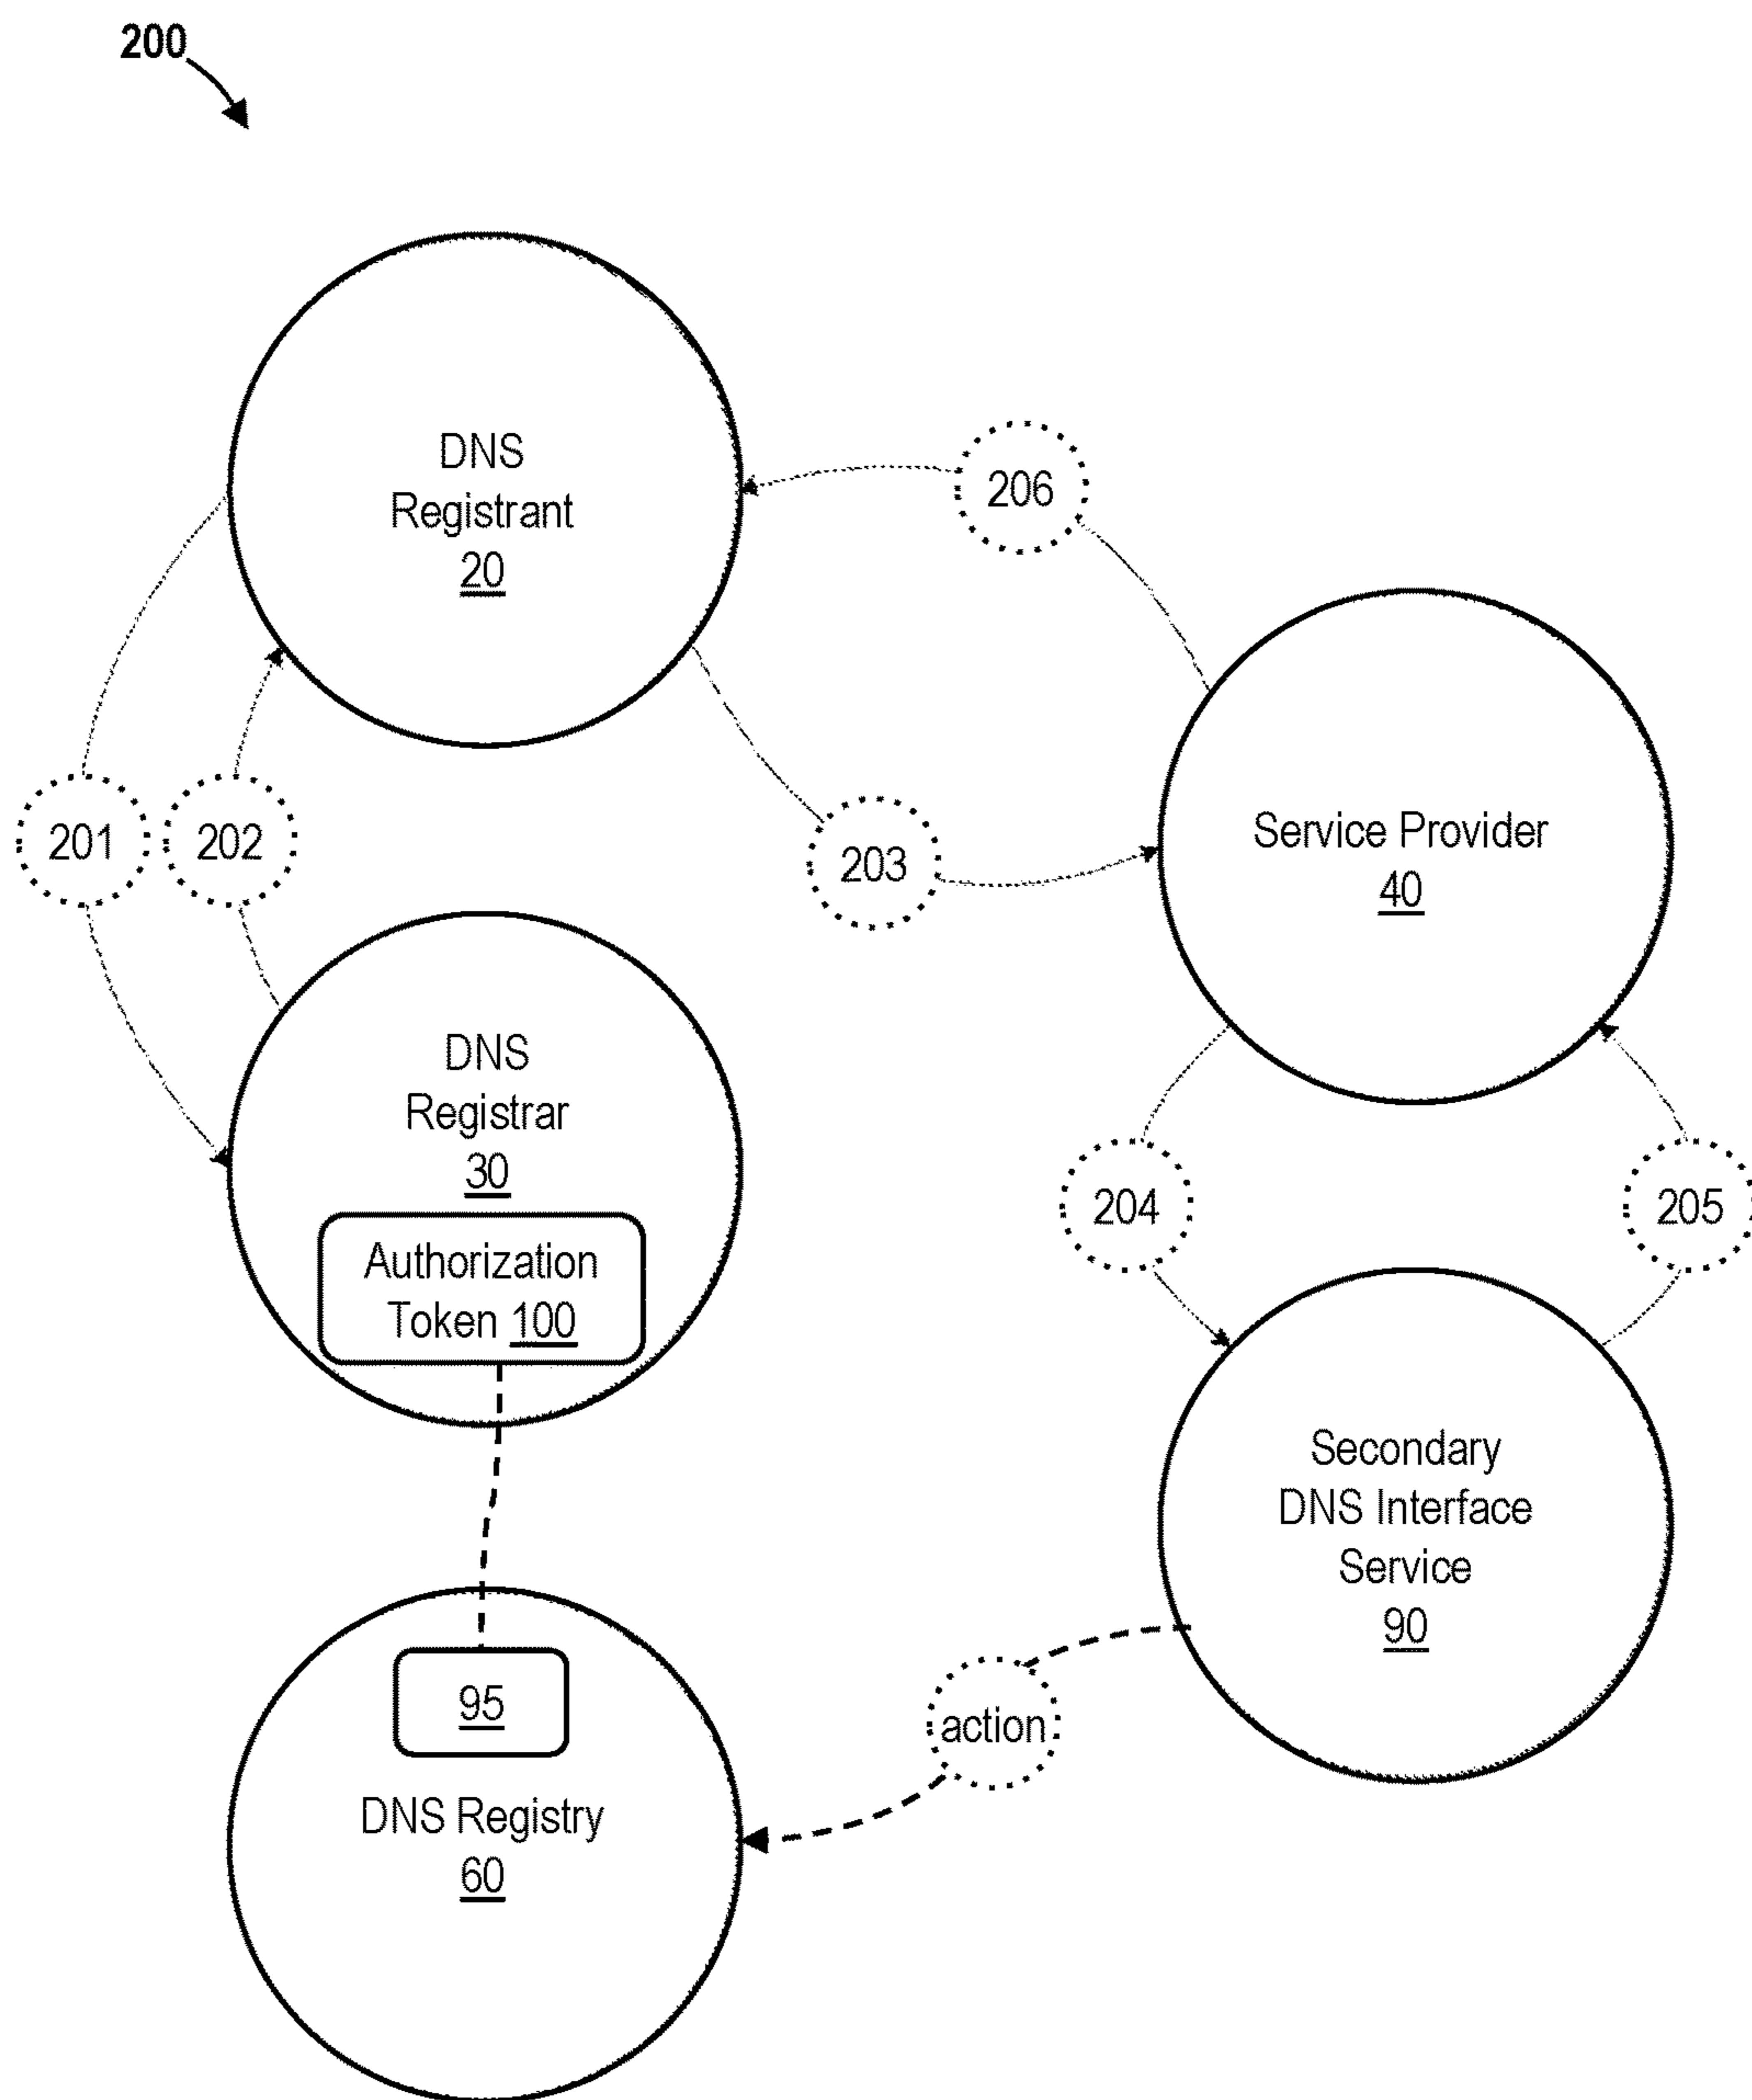 200
DNS
Registrant
20
206
Service Provider
40
201
202
203
DNS
Registrar
30
Authorization
Token 100
204
205
Secondary
DNS Interface
Service
90
95
action
DNS Registry
60